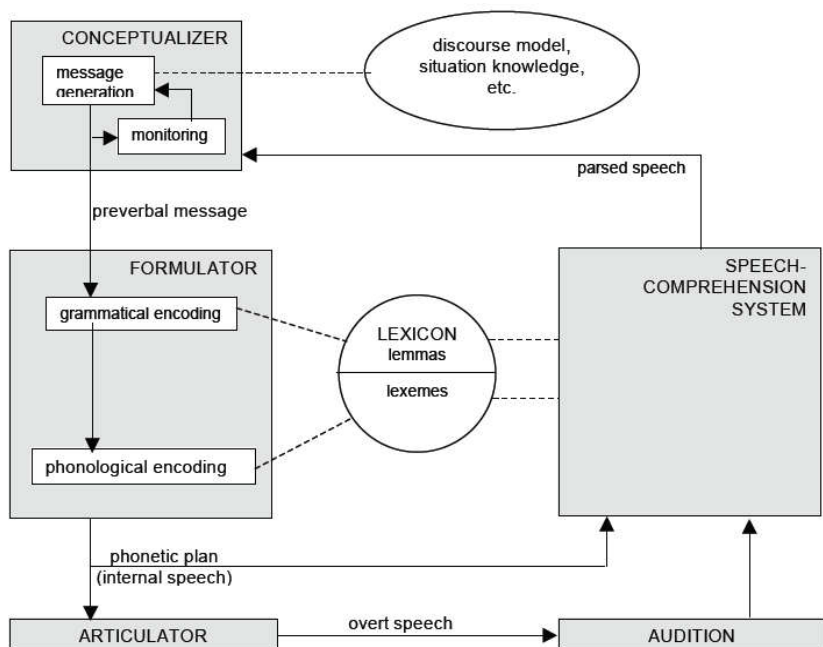 CONCEPTUALIZER
message
generation
monitoring
discourse model,
situation knowledge,
etc.
parsed speech
preverbal message
FORMULATOR
grammatical encoding
phonological encoding
LEXICON
lemmas
lexemes
SPEECH-
COMPREHENSION
SYSTEM
phonetic plan
(internal speech)
ARTICULATOR
overt speech
AUDITION